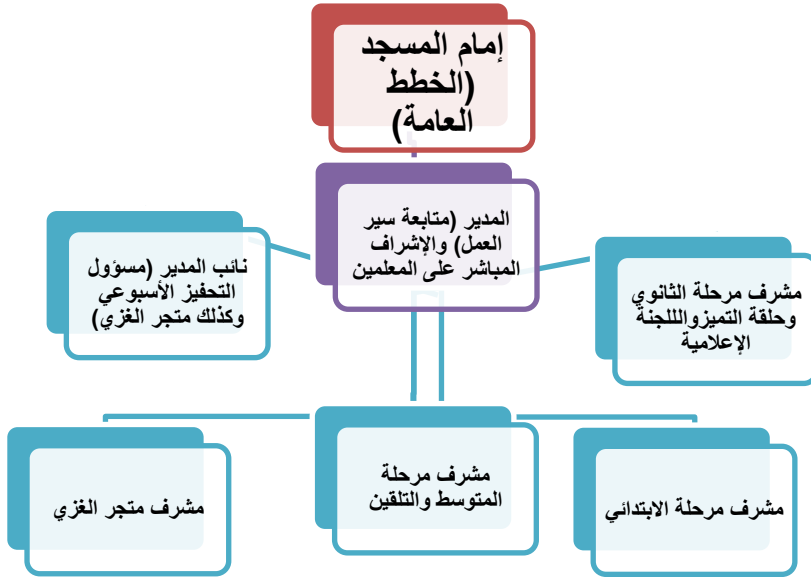 إمام المسجد
(الخطط
العامة)
المدير (متابعة سير
العمل) والإشراف
المباشر على المعلمين
مشرف مرحلة الثانوي
وحلقة التميزواللجنة
الإعلامية
نائب المدير (مسؤول
التحفيز الأسبوعي
وكذلك متجر الغزي)
مشرف مرحلة الابتدائي
مشرف مرحلة
المتوسط والتلقين
مشرف متجر الغزي